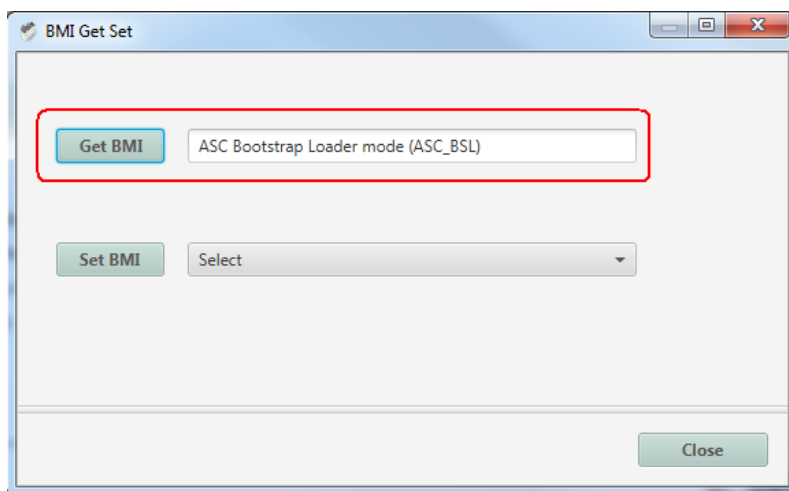 BMI Get Set
Get BMI
ASC Bootstrap Loader mode (ASC_BSL)
Set BMI
Select
Close